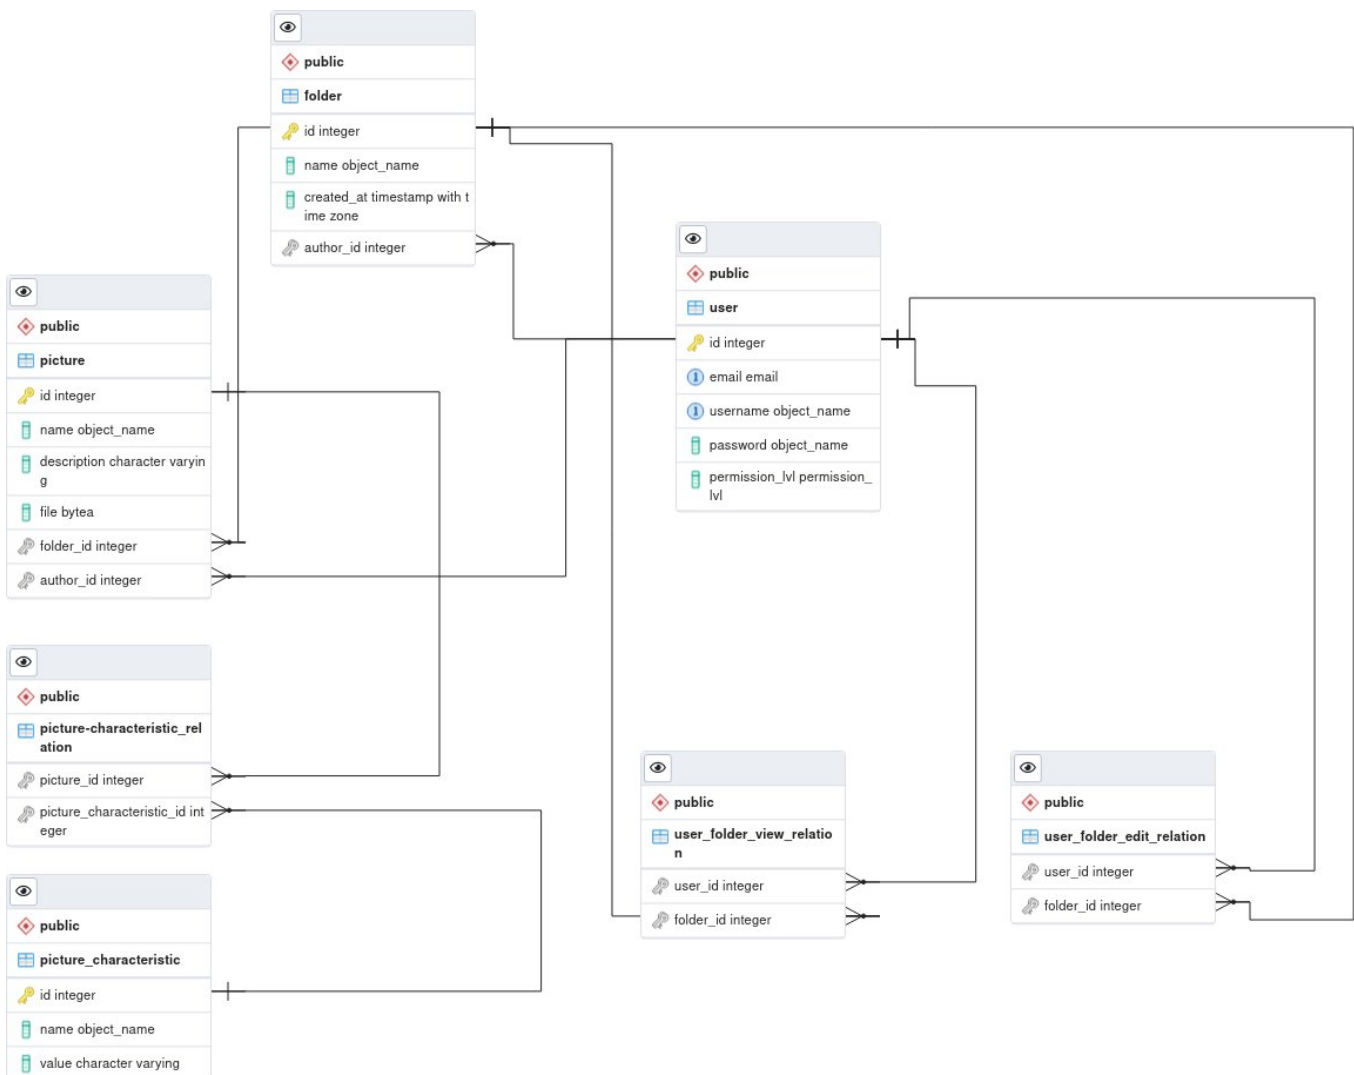 public
folder
id integer
name object_name
created_at timestamp with t
ime zone
author_id integer
public
user
id integer
email email
username object_name
password object_name
permission_lvl permission_
lvl
public
picture
id integer
name object_name
description character varyin
g
file bytea
folder_id integer
author_id integer
public
picture-characteristic_rel
ation
picture_id integer
picture_characteristic_id int
eger
public
user_folder_view_relatio
n
user_id integer
folder_id integer
public
user_folder_edit_relation
user_id integer
folder_id integer
public
picture_characteristic
id integer
name object_name
value character varying